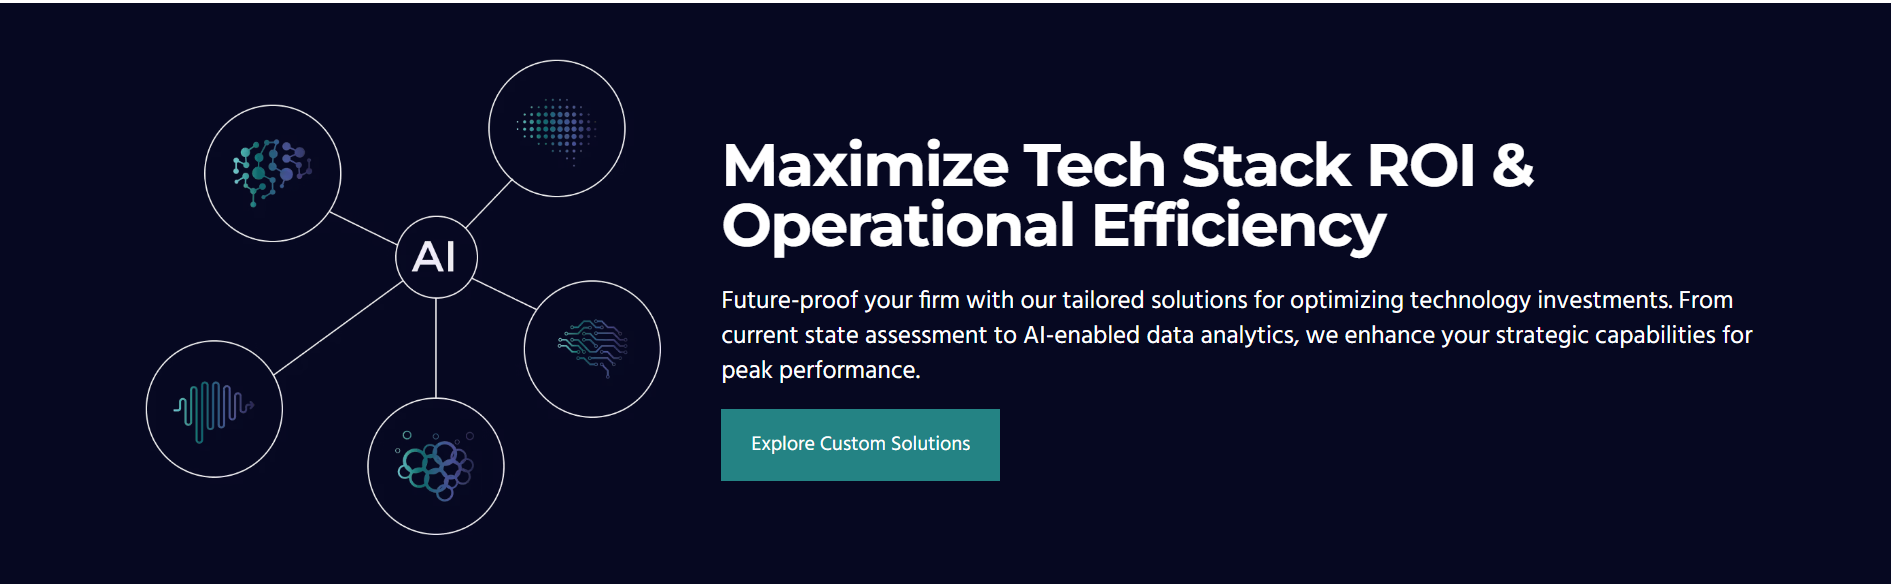 AI
Maximize Tech Stack ROI &
Operational Efficiency
Future-proof your firm with our tailored solutions for optimizing technology investments. From
current state assessment to AI-enabled data analytics, we enhance your strategic capabilities for
peak performance.
Explore Custom Solutions